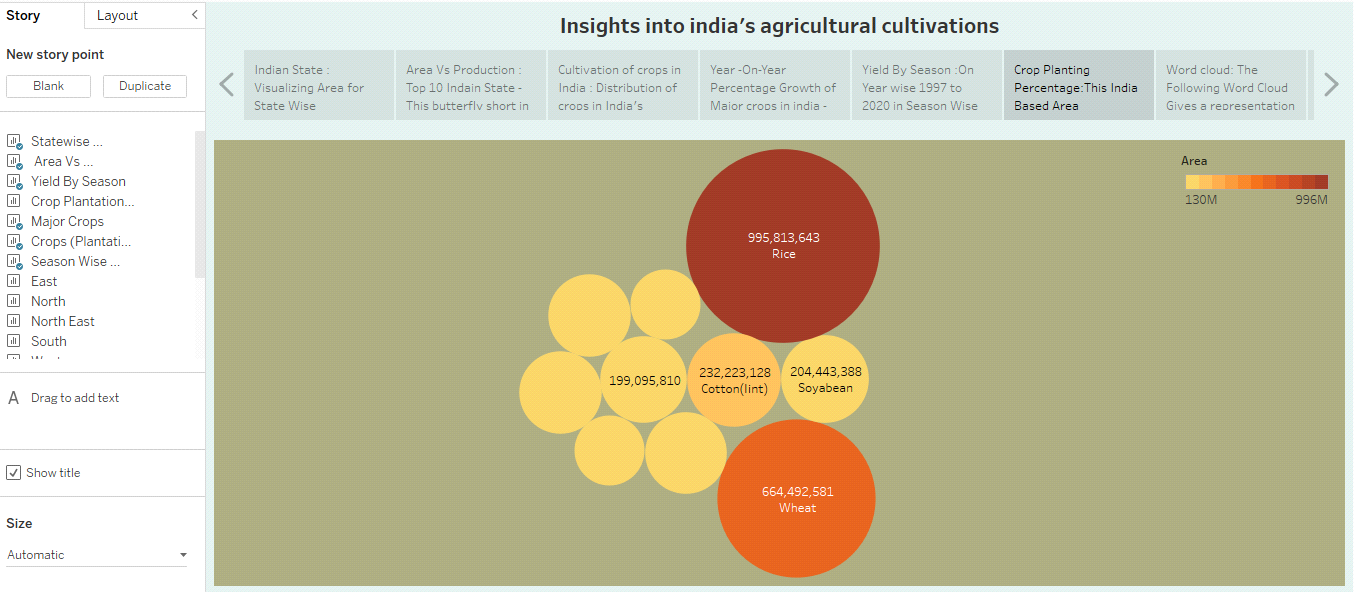 Story
Layout
New story point
Blank
Duplicate
Statewise ...
Area Vs ...
Yield By Season
Crop Plantation...
Major Crops
Crops (Plantati...
Season Wise ...
East
North
North East
South
A Drag to add text
Show title
Size
Automatic
Insights into india's agricultural cultivations
Indian State :
Visualizing Area for
State Wise
Area Vs Production :
Top 10 Indain State -
This butterfly short in
Cultivation of crops in
India : Distribution of
crops in India's
Year -On-Year
Percentage Growth of
Major crops in india -
Yield By Season :On
Year wise 1997 to
2020 in Season Wise
Crop Planting
Percentage:This India
Based Area
Word cloud: The
Following Word Cloud
Gives a representation
Area
130M
996M
995,813,643
Rice
199,095,810
232,223,128
Cotton(lint)
204,443,388
Soyabean
664,492,581
Wheat